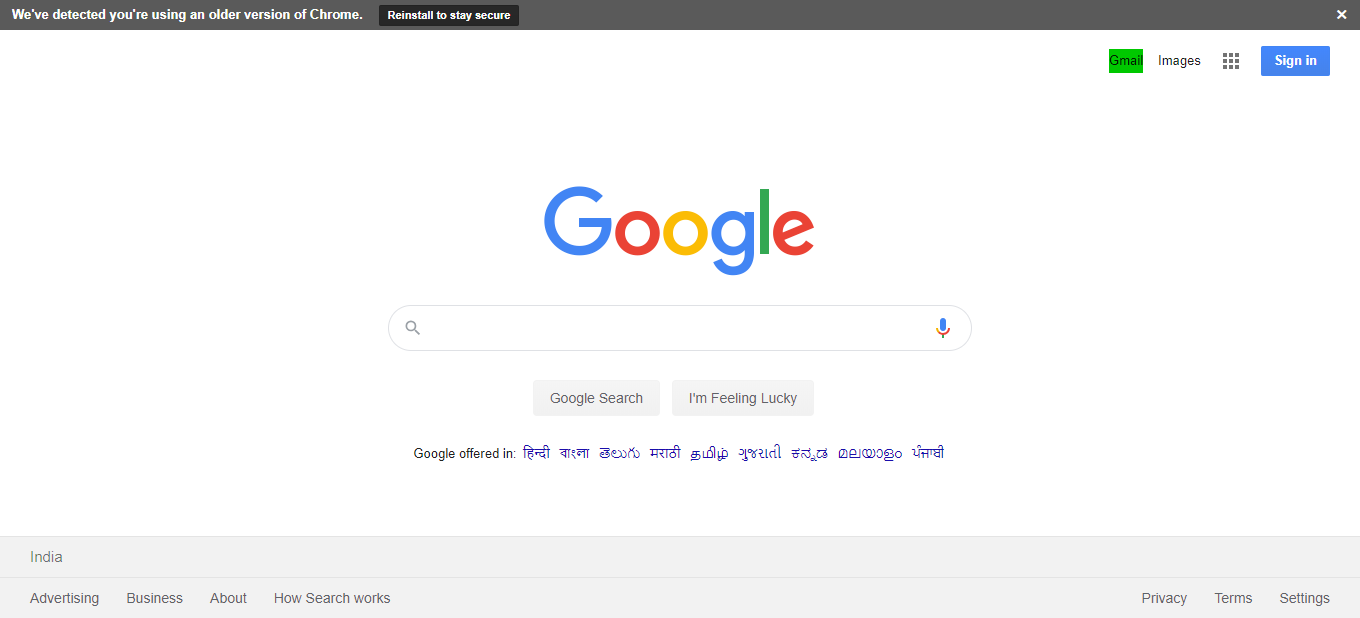 We've detected you're using an older version of Chrome. Reinstall to stay secure
Gmail Images Sign in
Google
Google Search I'm Feeling Lucky
Google offered in: हिन्दी বাংলা తెలుగు मराठी தமிழ் ગુજરાતી ಕನ್ನಡ മലയാളം ਪੰਜਾਬੀ
India
Advertising Business About How Search works Privacy Terms Settings